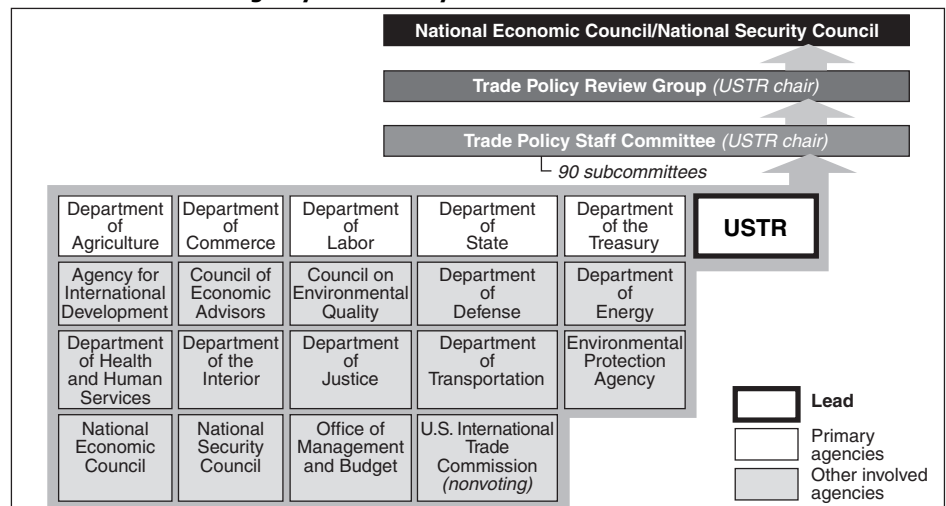 National Economic Council/National Security Council
Trade Policy Review Group (USTR chair)
Trade Policy Staff Committee (USTR chair)
90 subcommittees
Department
of
Agriculture
Department
of
Commerce
Department
of
Labor
Department
of
State
Department
of the
Treasury
USTR
Agency for
International
Development
Council of
Economic
Advisors
Council on
Environmental
Quality
Department
of
Defense
Department
of
Energy
Department
of Health
and Human
Services
Department
of the
Interior
Department
of
Justice
Department
of
Transportation
Environmental
Protection
Agency
National
Economic
Council
National
Security
Council
Office of
Management
and Budget
U.S. International
Trade
Commission
(nonvoting)
Lead
Primary
agencies
Other involved
agencies